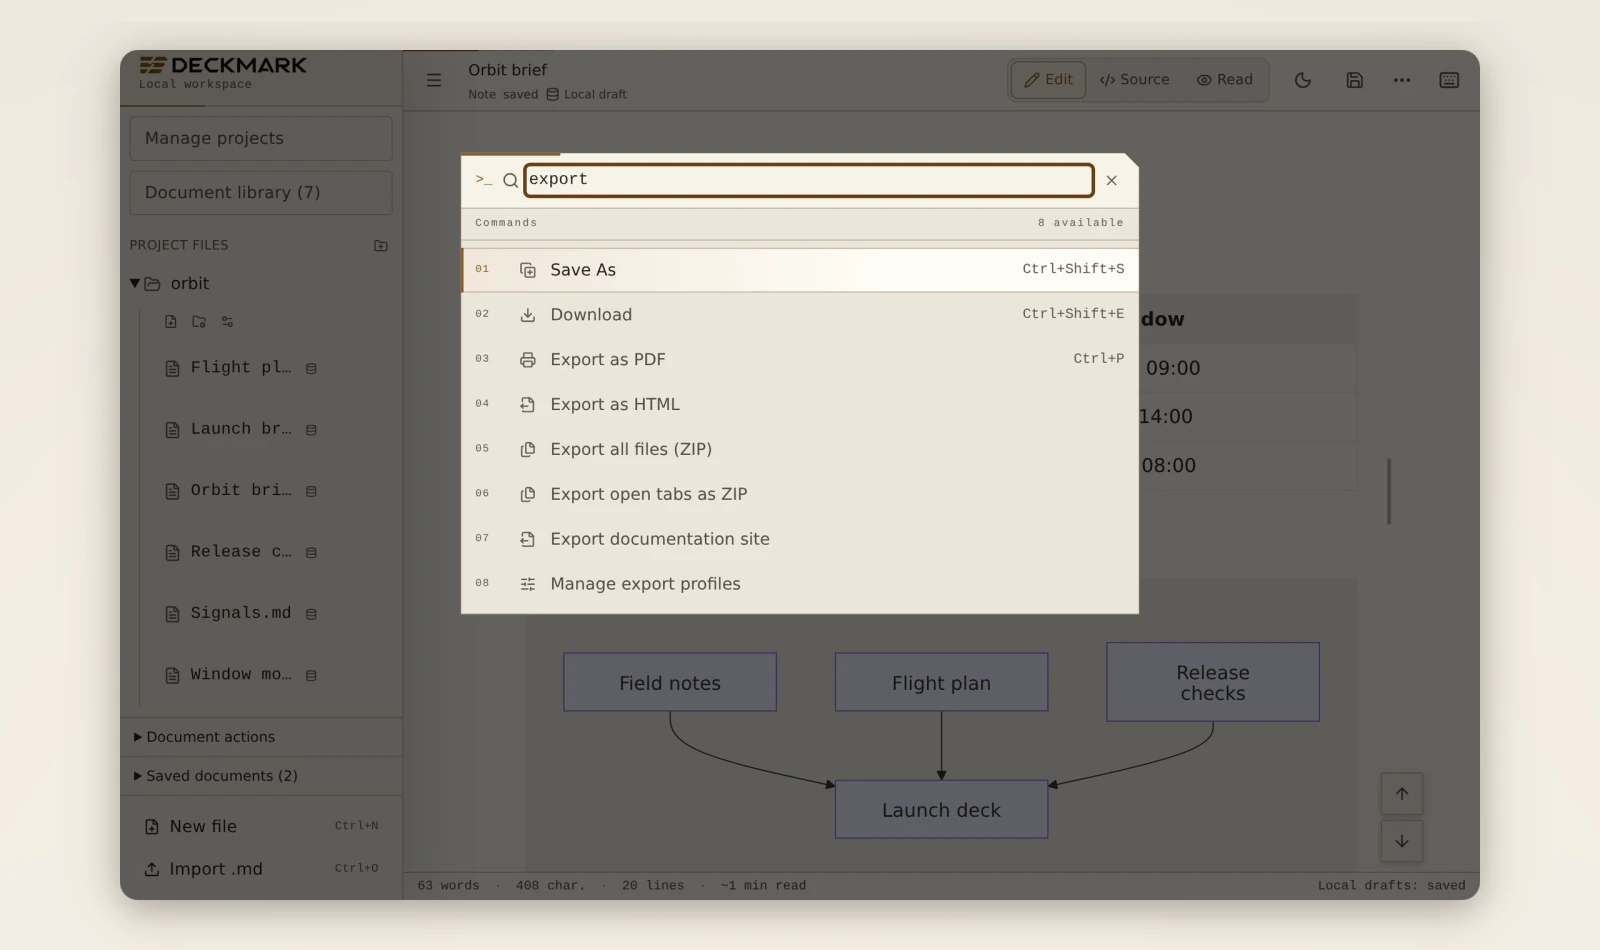 DECKMARK
Local workspace
Manage projects
Document library (7)
PROJECT FILES
orbit
Flight pl…
Launch br…
Orbit bri…
Release c…
Signals.md
Window mo…
Document actions
Saved documents (2)
New file Ctrl+N
Import .md Ctrl+O
Orbit brief
Note saved Local draft
Edit Source Read
>_ export
Commands 8 available
01 Save As Ctrl+Shift+S
02 Download Ctrl+Shift+E
03 Export as PDF Ctrl+P
04 Export as HTML
05 Export all files (ZIP)
06 Export open tabs as ZIP
07 Export documentation site
08 Manage export profiles
dow
09:00
14:00
08:00
Field notes
Flight plan
Release
checks
Launch deck
63 words · 408 char. · 20 lines · ~1 min read
Local drafts: saved